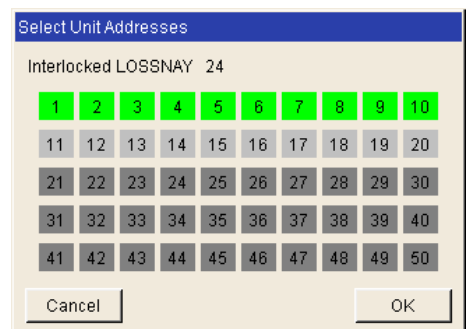 Select Unit Addresses
Interlocked LOSSNAY 24
1 2 3 4 5 6 7 8 9 10
11 12 13 14 15 16 17 18 19 20
21 22 23 24 25 26 27 28 29 30
31 32 33 34 35 36 37 38 39 40
41 42 43 44 45 46 47 48 49 50
Cancel OK